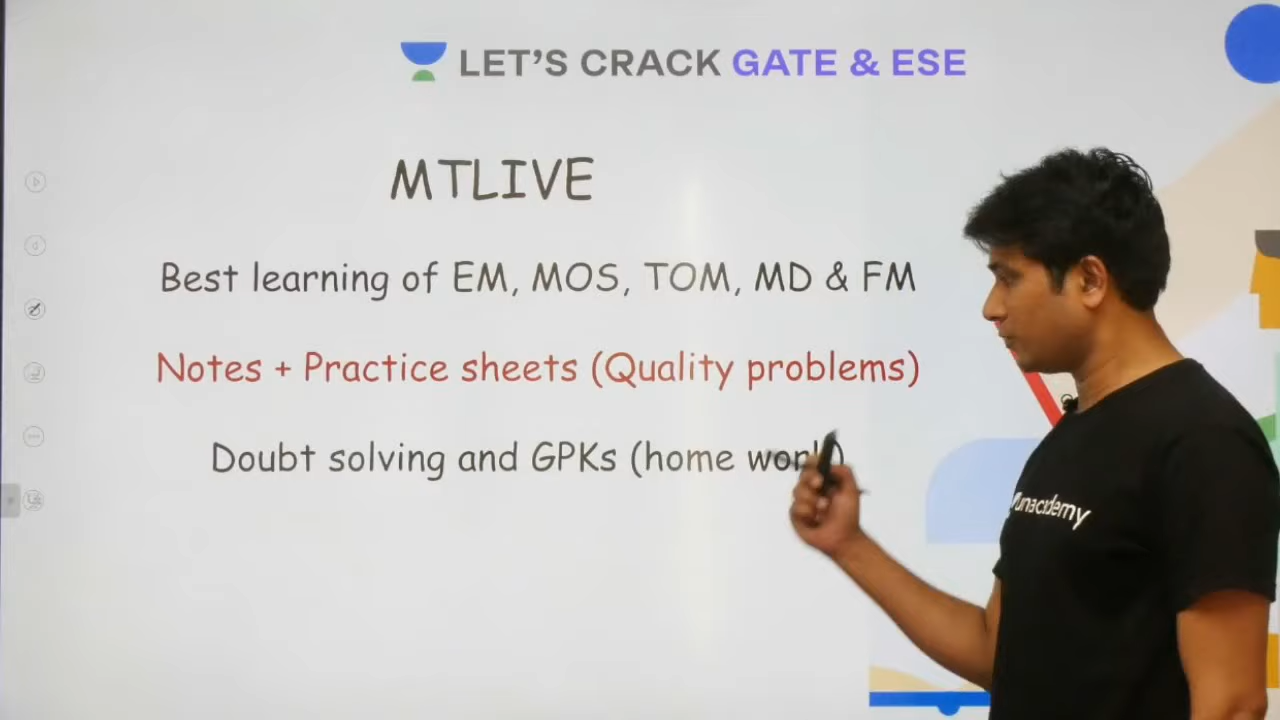 LET'S CRACK GATE & ESE
MTLIVE
Best learning of EM, MOS, TOM, MD & FM
Notes + Practice sheets (Quality problems)
Doubt solving and GPKs (home work)
unacademy